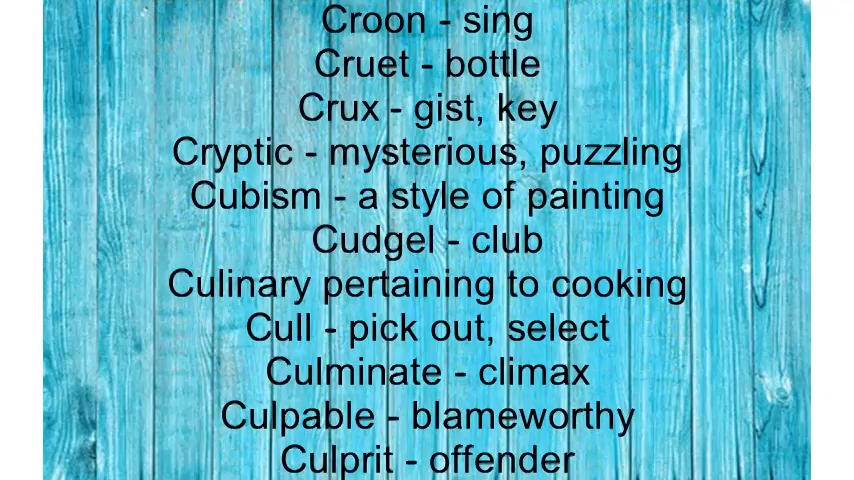 Croon - sing
Cruet - bottle
Crux - gist, key
Cryptic - mysterious, puzzling
Cubism - a style of painting
Cudgel - club
Culinary pertaining to cooking
Cull - pick out, select
Culminate - climax
Culpable - blameworthy
Culprit - offender